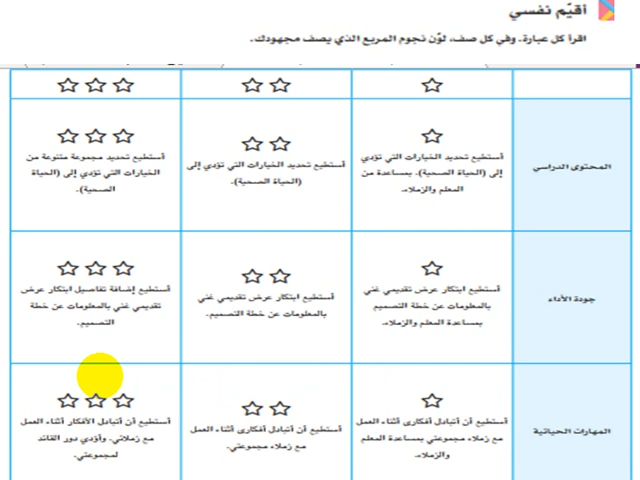 أقيّم نفسي
اقرأ كل عبارة. وفي كل صف، لوّن نجوم المربع الذي يصف مجهودك.
المحتوى الدراسي
أستطيع تحديد الخيارات التي تؤدي
إلى (الحياة الصحية). بمساعدة من
المعلم والزملاء.
أستطيع تحديد الخيارات التي تؤدي إلى
(الحياة الصحية).
أستطيع تحديد مجموعة متنوعة من
الخيارات التي تؤدي إلى (الحياة
الصحية).
جودة الأداء
أستطيع ابتكار عرض تقديمي غني
بالمعلومات عن خطة التصميم
بمساعدة المعلم والزملاء.
أستطيع ابتكار عرض تقديمي غني
بالمعلومات عن خطة التصميم.
أستطيع إضافة تفاصيل ابتكار عرض
تقديمي غني بالمعلومات عن خطة
التصميم.
المهارات الحياتية
أستطيع أن أتبادل أفكارى أثناء العمل
مع زملاء مجموعتي بمساعدة المعلم
والزملاء.
أستطيع أن أتبادل أفكارى أثناء العمل
مع زملاء مجموعتي.
أستطيع أن أتبادل الأفكار أثناء العمل
مع زملائي. وأؤدي دور القائد
لمجموعتي.